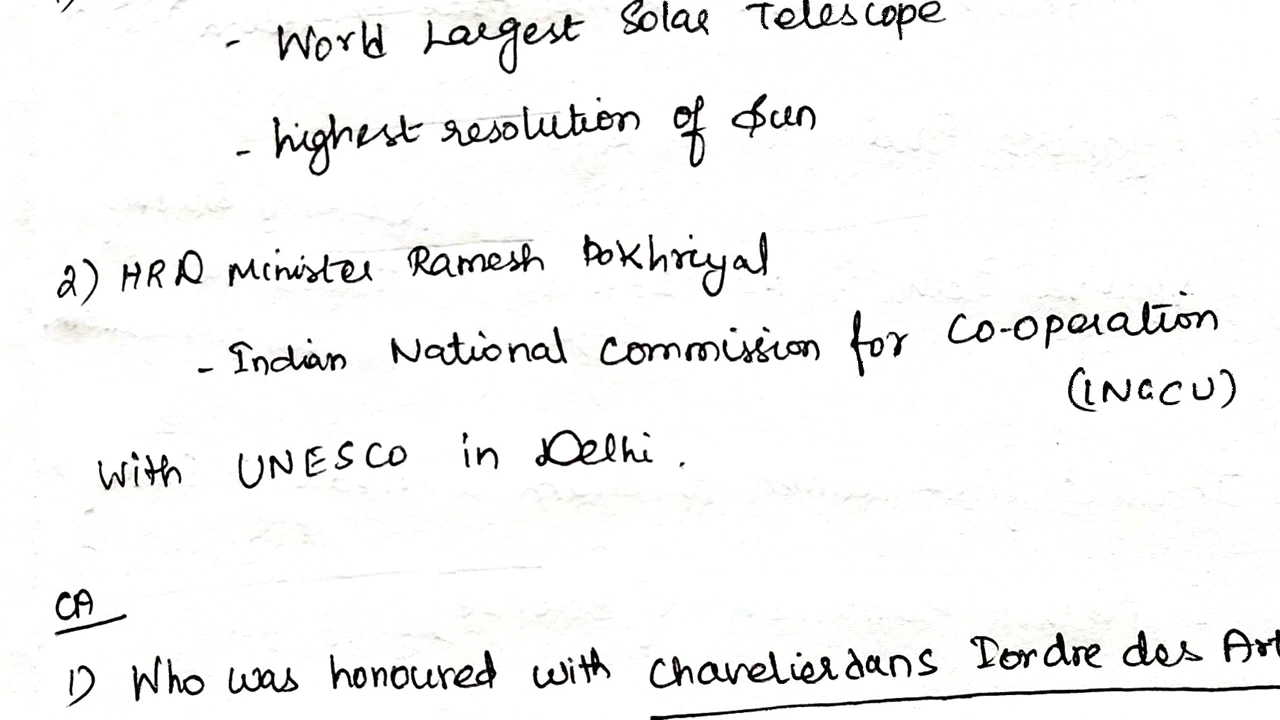 - World Largest Solar Telescope
- highest resolution of Sun
2) HRD Minister Ramesh Pokhriyal
- Indian National Commission for Co-operation
(INCCU)
With UNESCO in Delhi.
CA
1) Who was honoured with Chavelier dans Iordre des Art